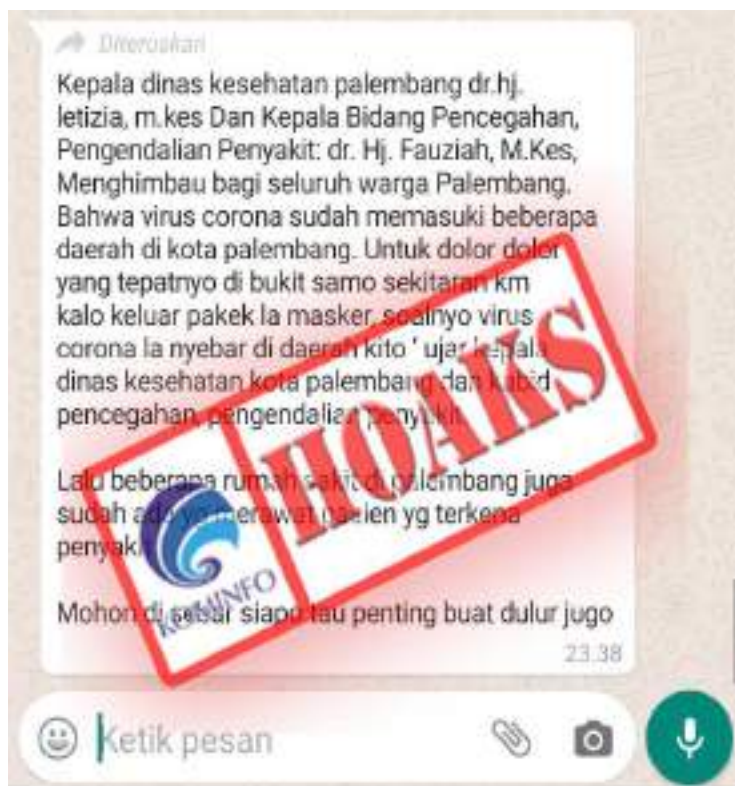 Diteruskan
Kepala dinas kesehatan palembang dr.hj.
letizia, m.kes Dan Kepala Bidang Pencegahan,
Pengendalian Penyakit: dr. Hj. Fauziah, M.Kes,
Menghimbau bagi seluruh warga Palembang.
Bahwa virus corona sudah memasuki beberapa
daerah di kota palembang. Untuk dolor dolor
yang tepatnyo di bukit samo sekitaran km
kalo keluar pakek la masker, soalnyo virus
corona la nyebar di daerah kito ' ujar kepala
dinas kesehatan kota palembang dan kabid
pencegahan, pengendalian penyakit
Lalu beberapa rumah sakit di palembang juga
sudah ada yg merawat pasien yg terkena
penyakit
Mohon di sebar siapo tau penting buat dulur jugo
23.38
HOAKS
KOMINFO
Ketik pesan